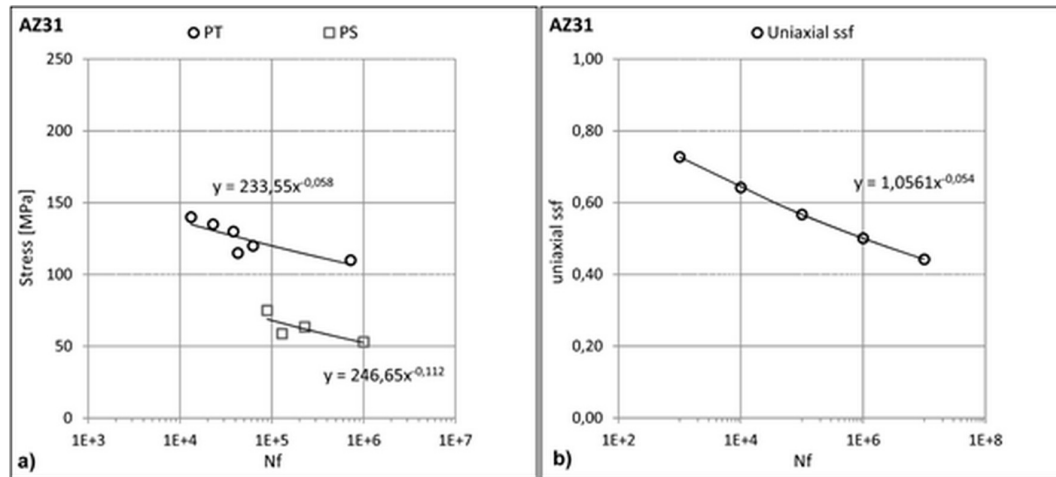 AZ31
PT PS
250
200
150
100
50
0
Stress [MPa]
y = 233,55x^-0,058
y = 246,65x^-0,112
1E+3 1E+4 1E+5 1E+6 1E+7
Nf
a)
AZ31
Uniaxial ssf
1,00
0,80
0,60
0,40
0,20
0,00
uniaxial ssf
y = 1,0561x^-0,054
1E+2 1E+4 1E+6 1E+8
Nf
b)